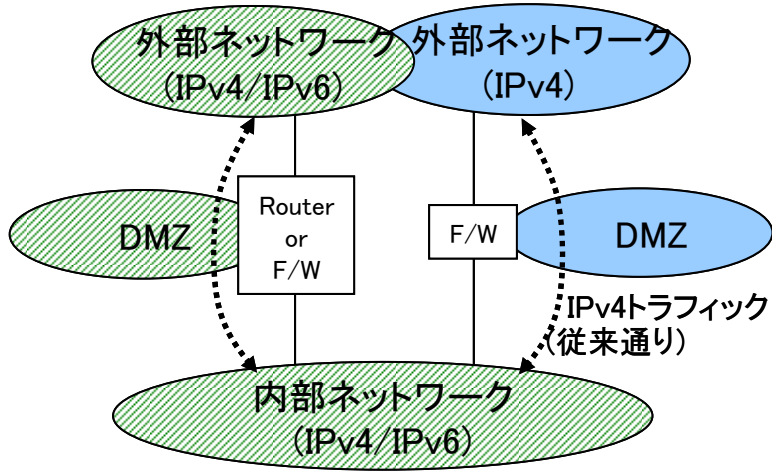 外部ネットワーク
(IPv4/IPv6)
外部ネットワーク
(IPv4)
DMZ
Router
or
F/W
F/W
DMZ
IPv4トラフィック
(従来通り)
内部ネットワーク
(IPv4/IPv6)